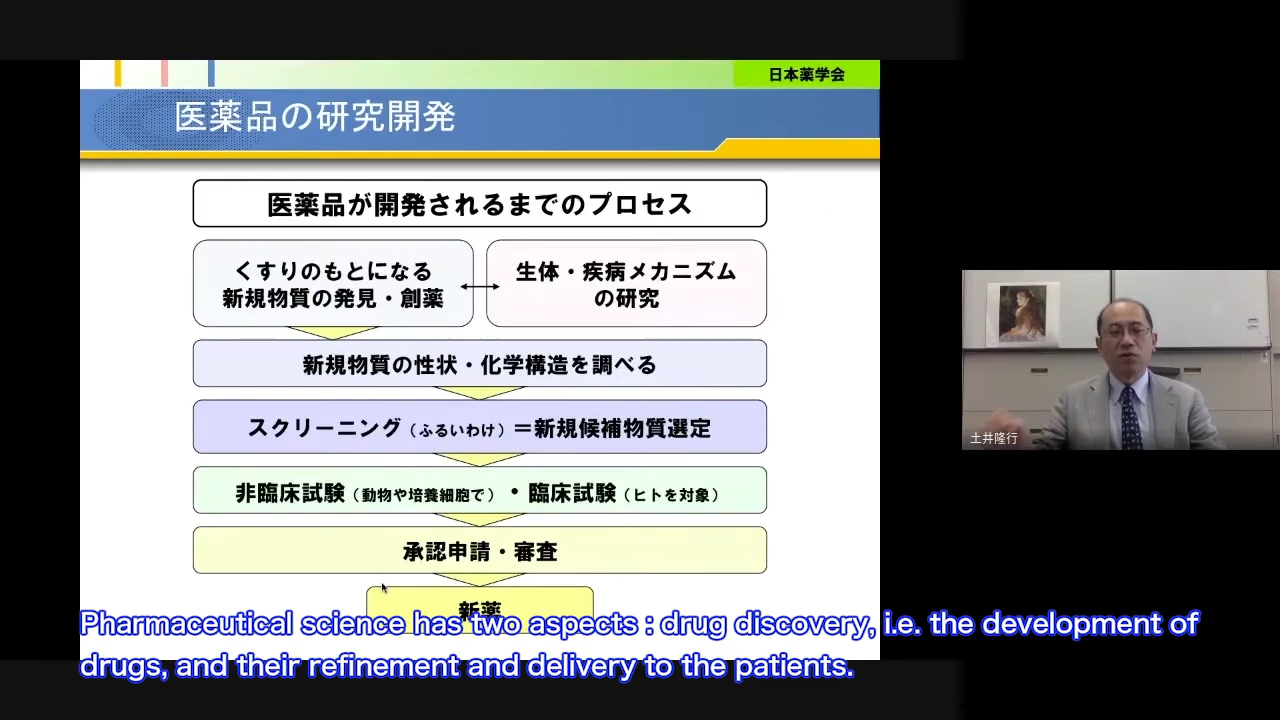 日本薬学会
医薬品の研究開発
医薬品が開発されるまでのプロセス
くすりのもとになる
新規物質の発見・創薬
生体・疾病メカニズム
の研究
新規物質の性状・化学構造を調べる
スクリーニング（ふるいわけ）＝新規候補物質選定
非臨床試験（動物や培養細胞で）・臨床試験（ヒトを対象）
承認申請・審査
新薬
土井隆行
Pharmaceutical science has two aspects : drug discovery, i.e. the development of
drugs, and their refinement and delivery to the patients.